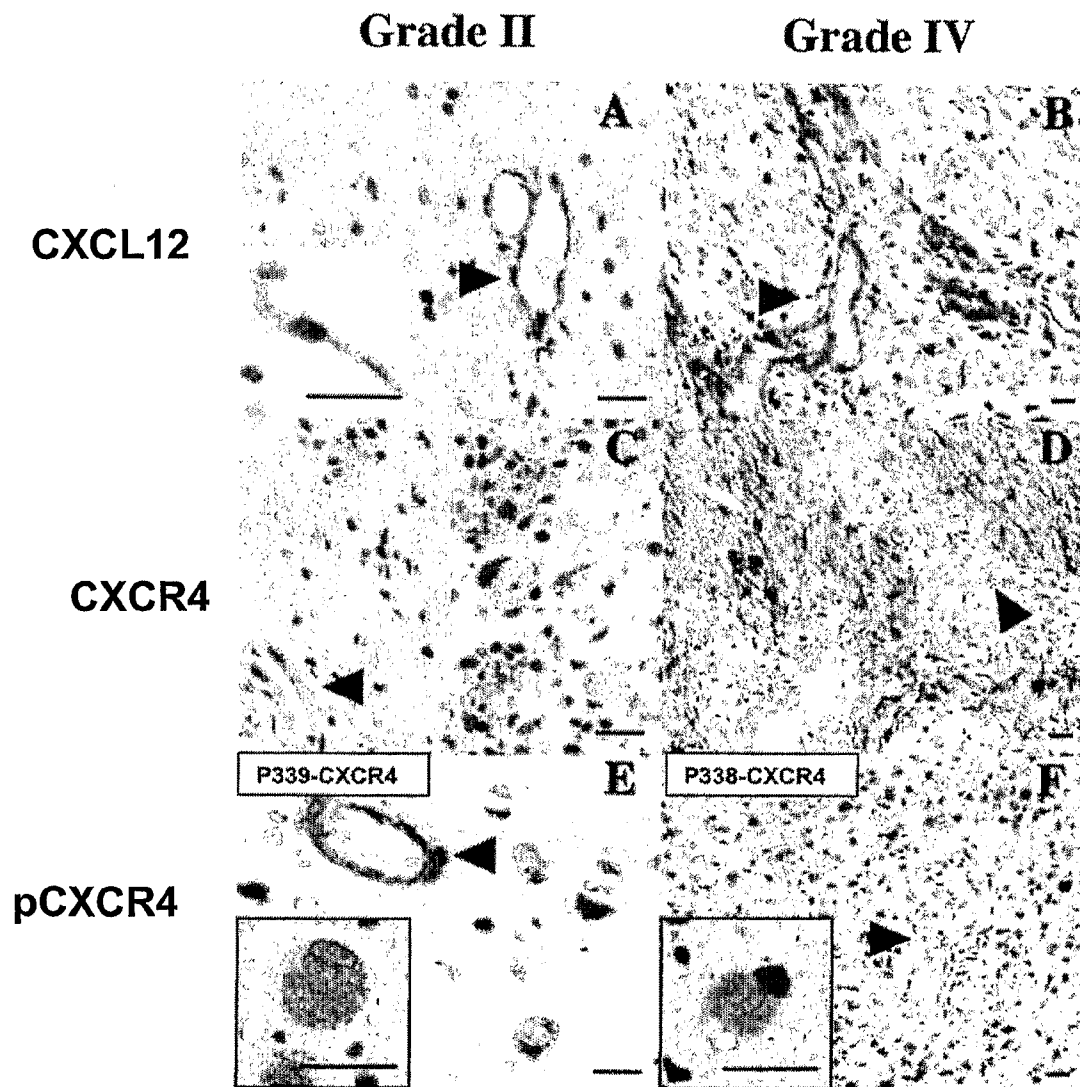 Grade II
Grade IV
CXCL12
A
B
CXCR4
C
D
pCXCR4
P339-CXCR4
E
P338-CXCR4
F